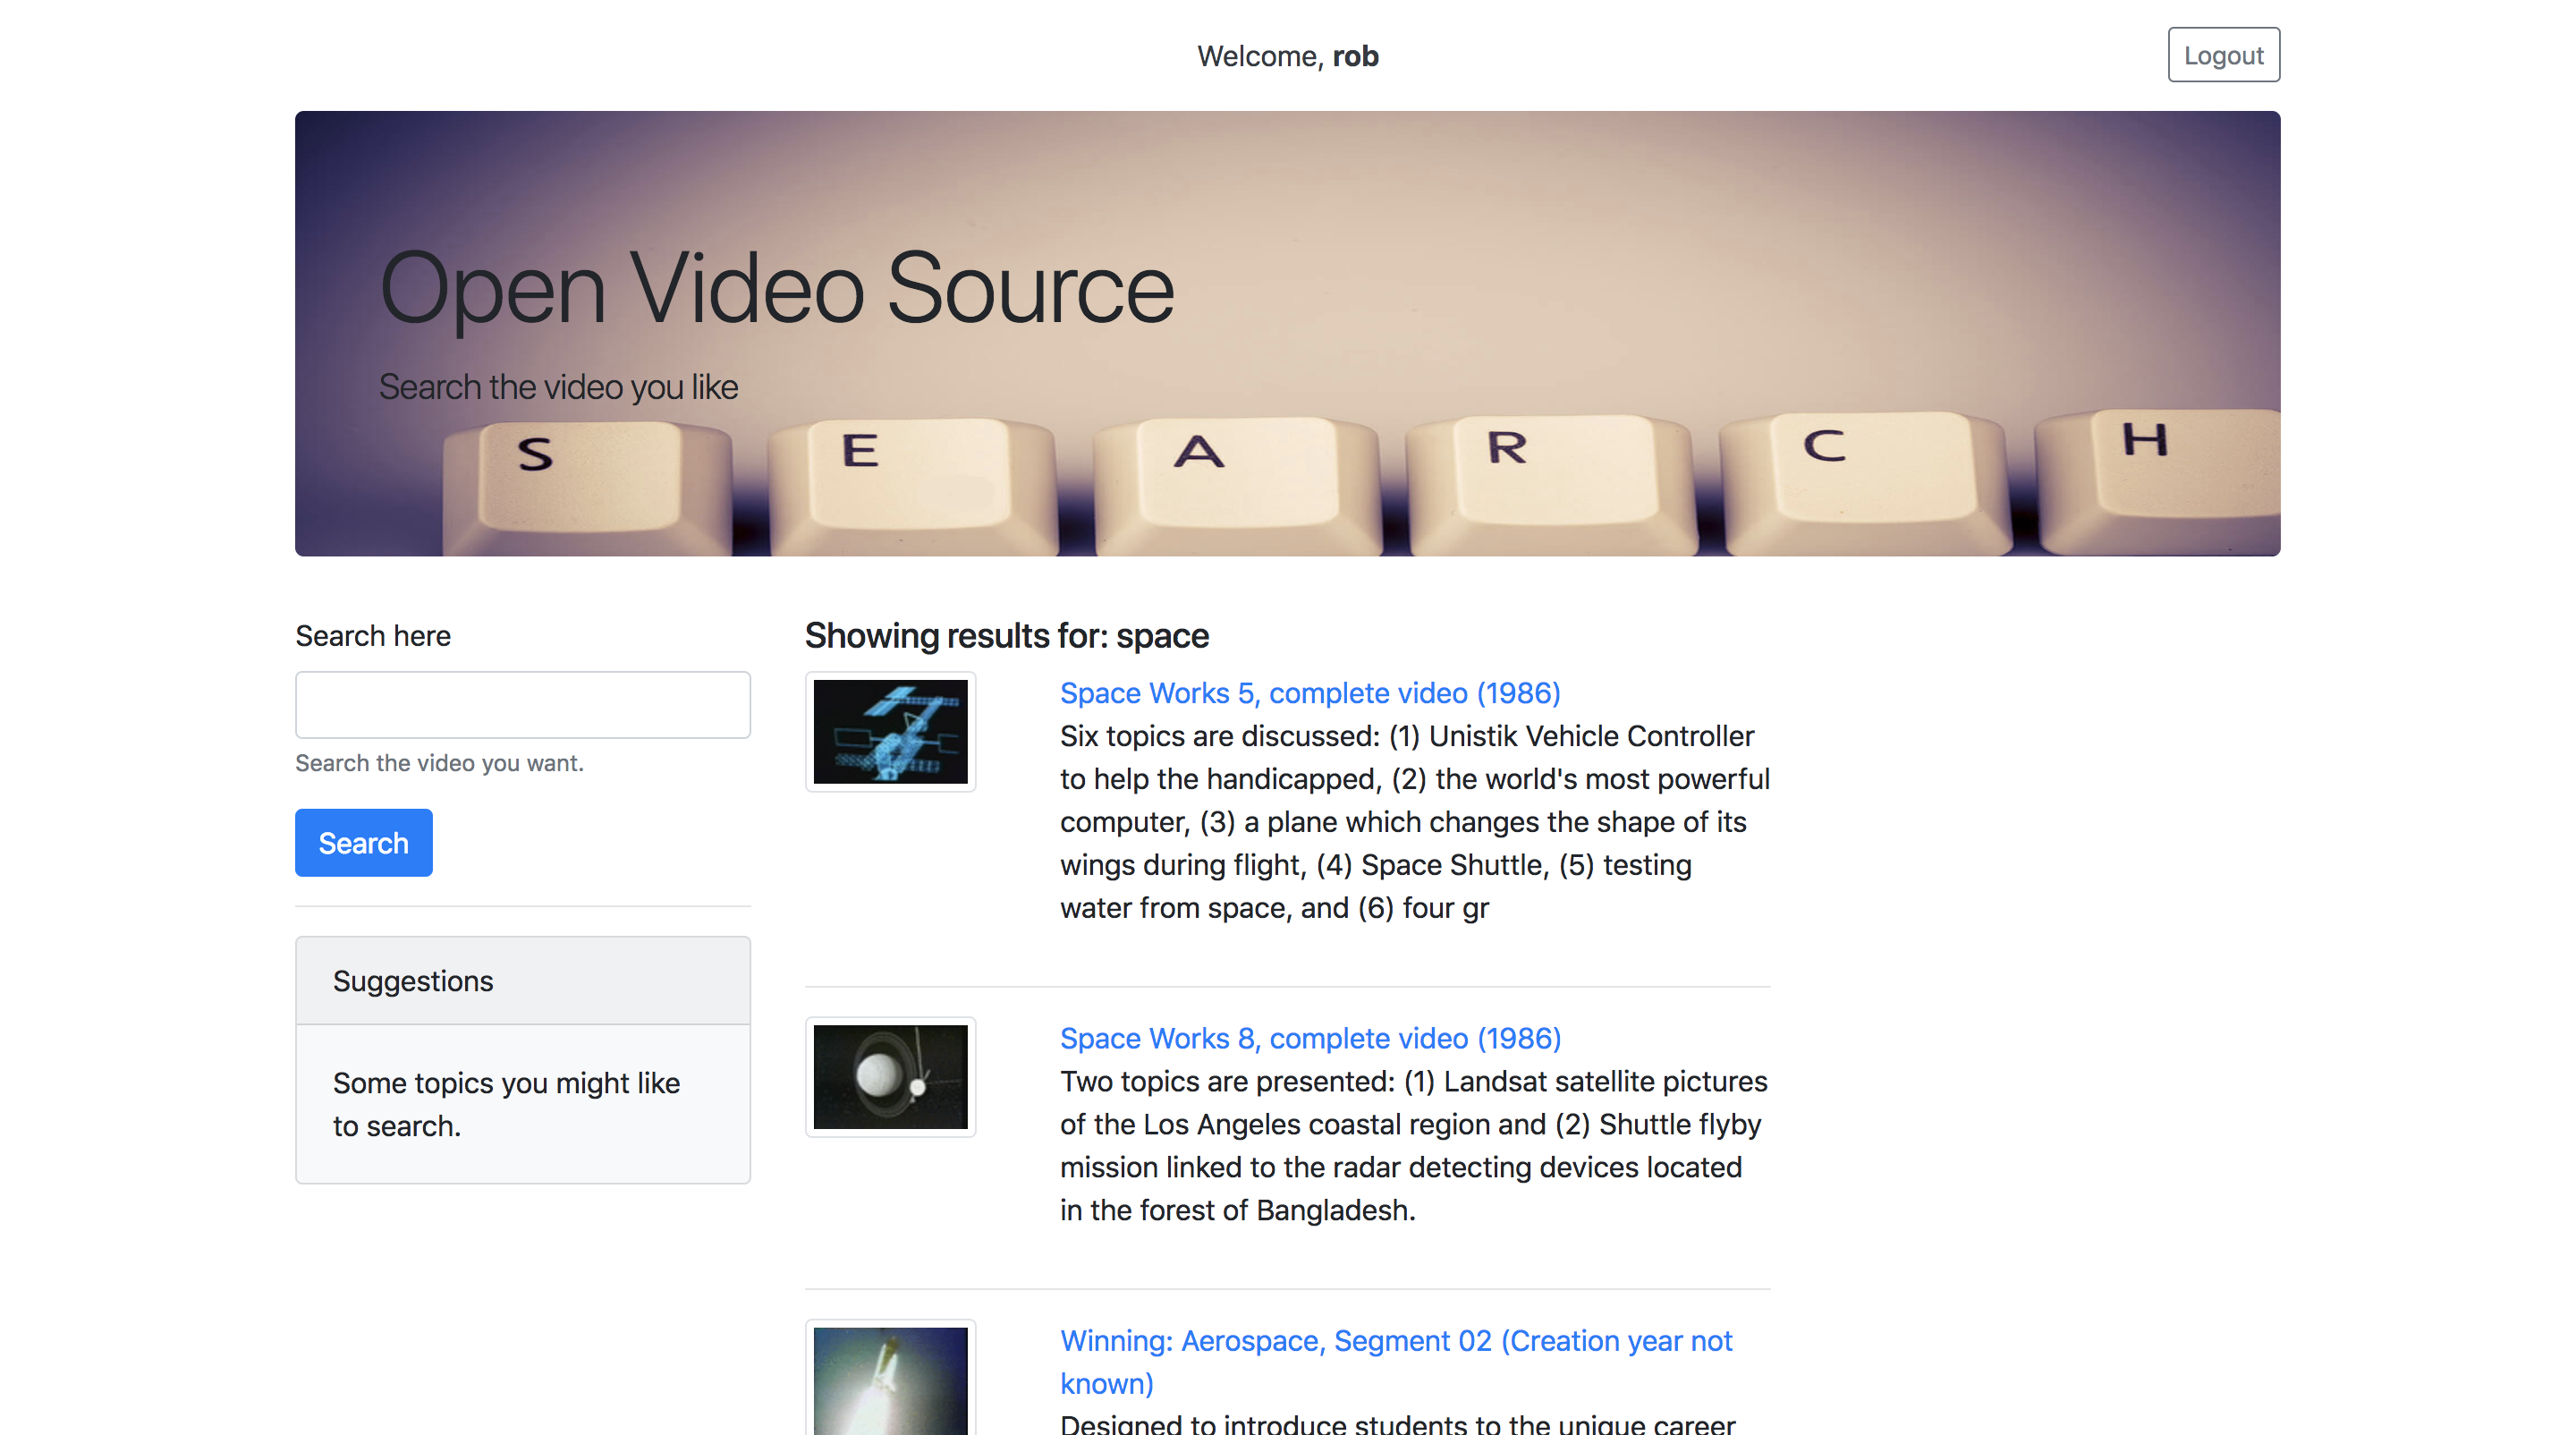 Welcome, rob
Logout
Open Video Source
Search the video you like
S E A R C H
Search here
Search the video you want.
Search
Suggestions
Some topics you might like
to search.
Showing results for: space
Space Works 5, complete video (1986)
Six topics are discussed: (1) Unistik Vehicle Controller
to help the handicapped, (2) the world's most powerful
computer, (3) a plane which changes the shape of its
wings during flight, (4) Space Shuttle, (5) testing
water from space, and (6) four gr
Space Works 8, complete video (1986)
Two topics are presented: (1) Landsat satellite pictures
of the Los Angeles coastal region and (2) Shuttle flyby
mission linked to the radar detecting devices located
in the forest of Bangladesh.
Winning: Aerospace, Segment 02 (Creation year not
known)
Designed to introduce students to the unique career